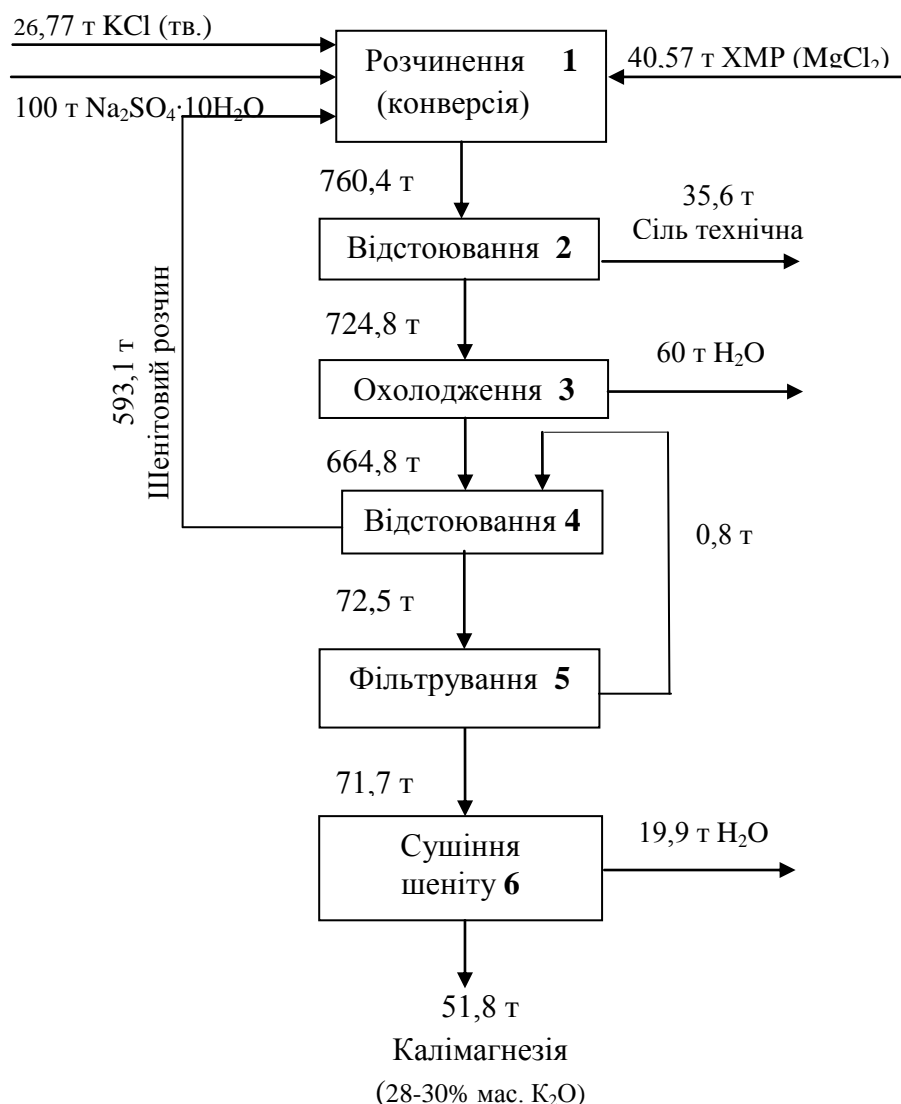 26,77 т KCl (тв.)
Розчинення 1
(конверсія)
40,57 т ХМР (MgCl₂)
100 т Na₂SO₄·10H₂O
760,4 т
35,6 т
Сіль технічна
Відстоювання 2
593,1 т
Шенітовий розчин
724,8 т
60 т H₂O
Охолодження 3
664,8 т
Відстоювання 4
0,8 т
72,5 т
Фільтрування 5
71,7 т
19,9 т H₂O
Сушіння
шеніту 6
51,8 т
Калімагнезія
(28-30% мас. K₂O)